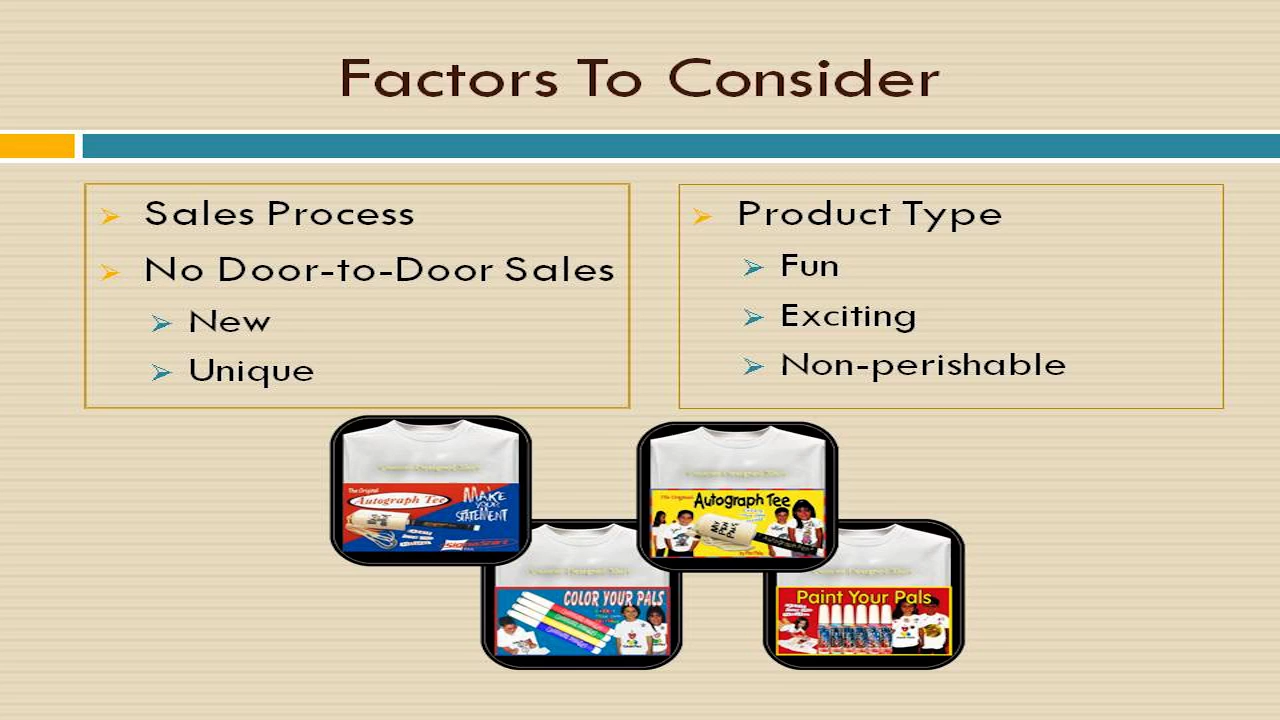 Factors To Consider
Sales Process
No Door-to-Door Sales
New
Unique
Product Type
Fun
Exciting
Non-perishable
The Original
Autograph Tee
MAKE
YOUR
STATEMENT
The Original
Autograph Tee
COLOR YOUR PALS
Paint Your Pals